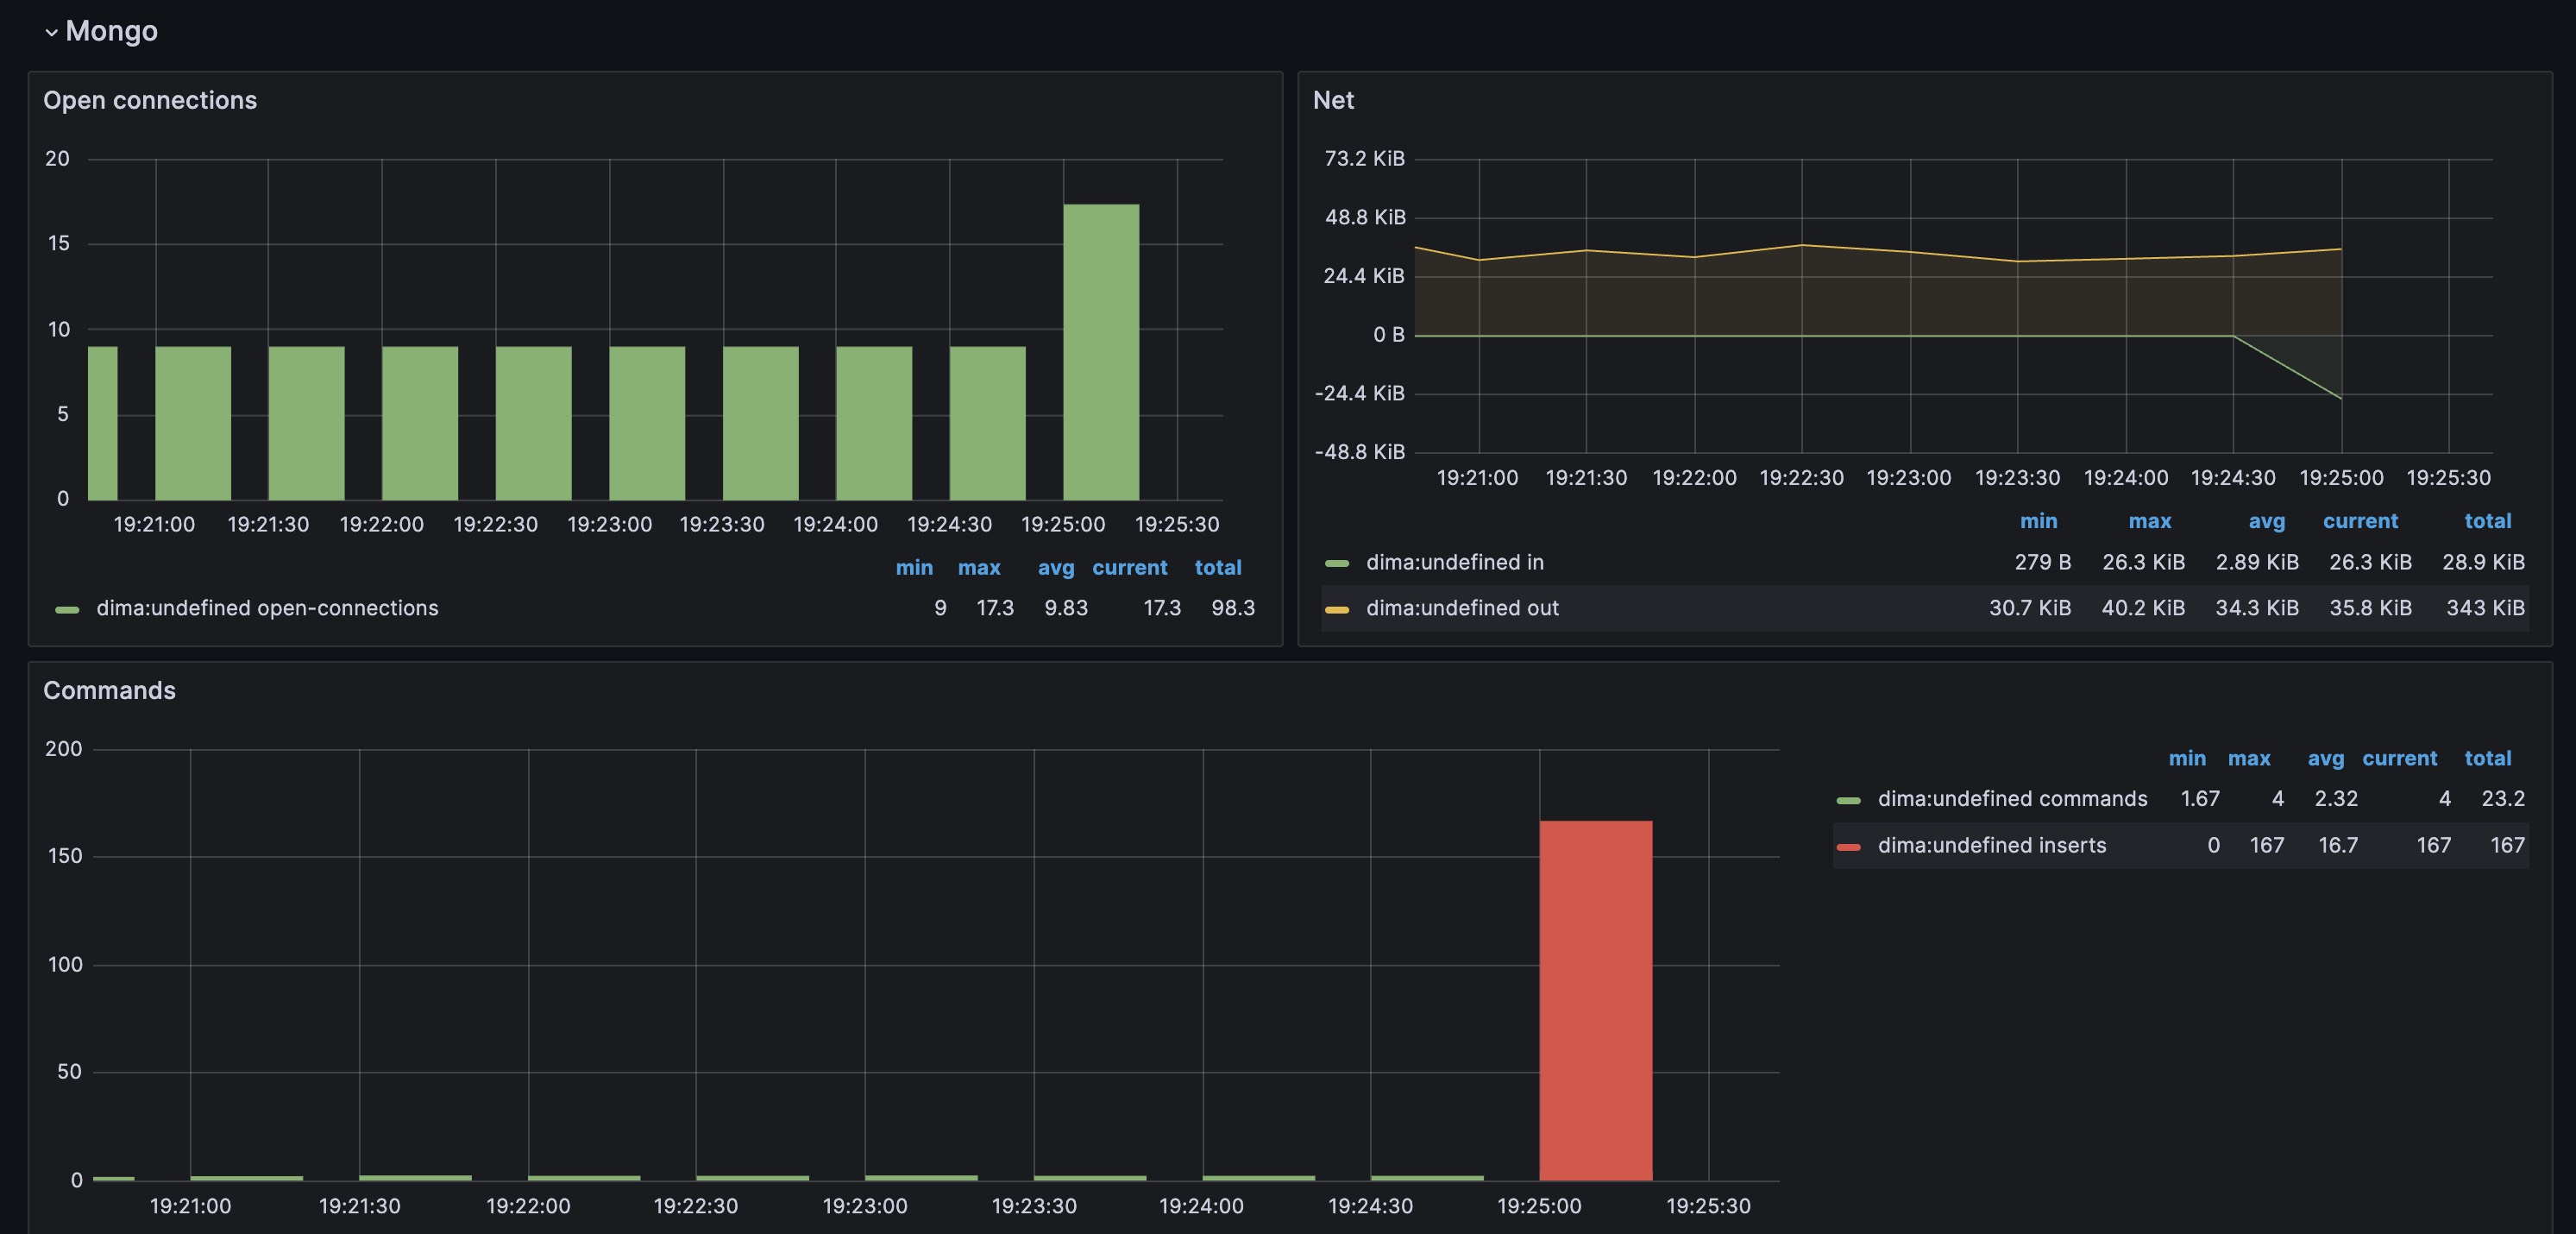 Mongo
Open connections
20
15
10
5
0
19:21:00 19:21:30 19:22:00 19:22:30 19:23:00 19:23:30 19:24:00 19:24:30 19:25:00 19:25:30
min max avg current total
dima:undefined open-connections 9 17.3 9.83 17.3 98.3
Net
73.2 KiB
48.8 KiB
24.4 KiB
0 B
-24.4 KiB
-48.8 KiB
19:21:00 19:21:30 19:22:00 19:22:30 19:23:00 19:23:30 19:24:00 19:24:30 19:25:00 19:25:30
min max avg current total
dima:undefined in 279 B 26.3 KiB 2.89 KiB 26.3 KiB 28.9 KiB
dima:undefined out 30.7 KiB 40.2 KiB 34.3 KiB 35.8 KiB 343 KiB
Commands
200
150
100
50
0
19:21:00 19:21:30 19:22:00 19:22:30 19:23:00 19:23:30 19:24:00 19:24:30 19:25:00 19:25:30
min max avg current total
dima:undefined commands 1.67 4 2.32 4 23.2
dima:undefined inserts 0 167 16.7 167 167